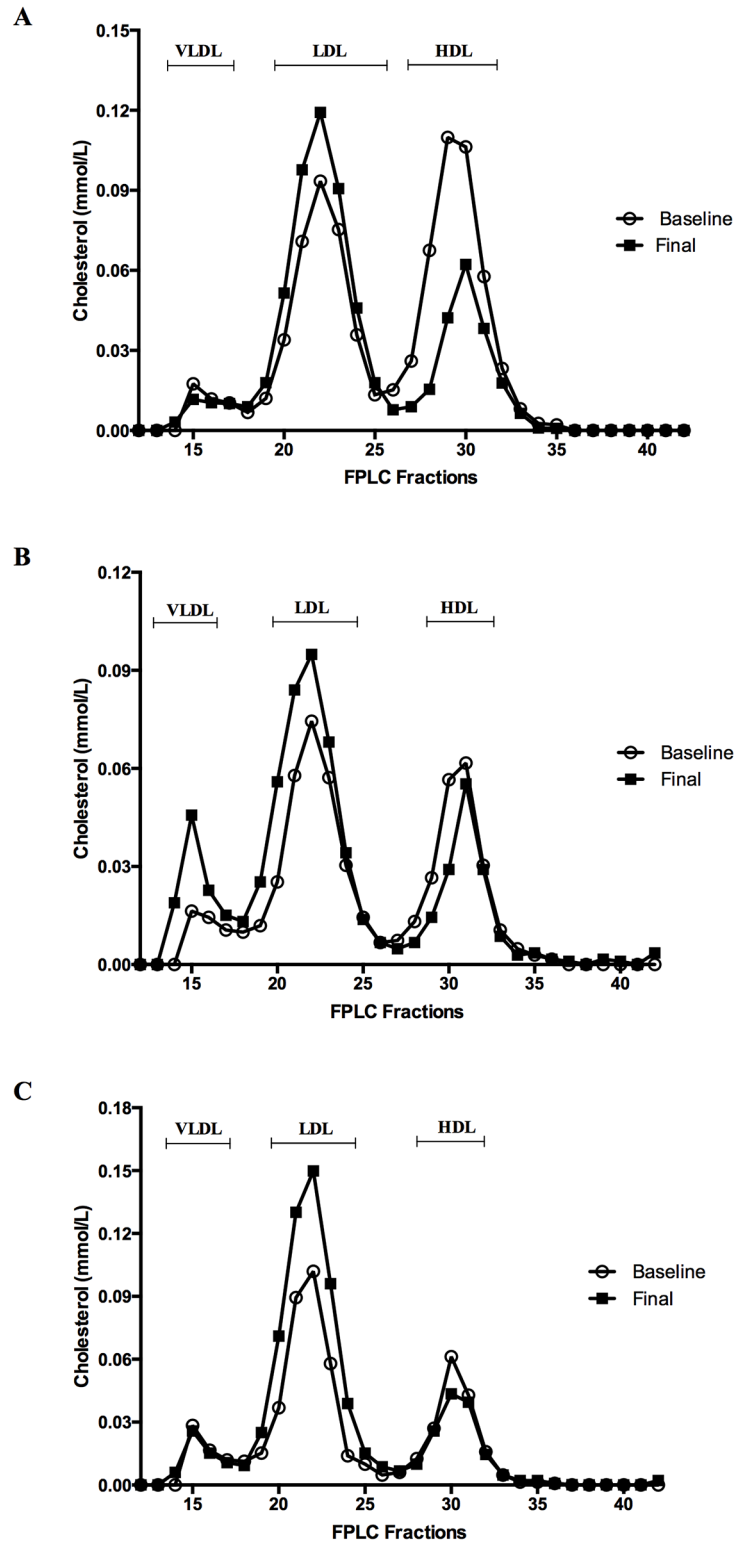 A
0.15
VLDL LDL HDL
0.12
0.09
Cholesterol (mmol/L)
Baseline
Final
0.06
0.03
0.00
15 20 25 30 35 40
FPLC Fractions
B
0.12
VLDL LDL HDL
0.09
Cholesterol (mmol/L)
Baseline
Final
0.06
0.03
0.00
15 20 25 30 35 40
FPLC Fractions
C
0.18
VLDL LDL HDL
0.15
0.12
Cholesterol (mmol/L)
Baseline
Final
0.09
0.06
0.03
0.00
15 20 25 30 35 40
FPLC Fractions